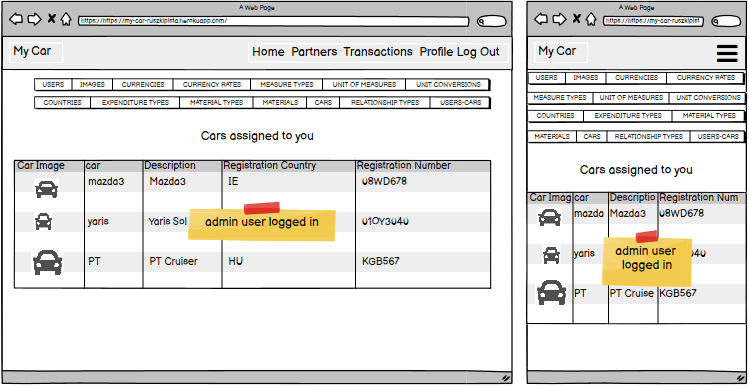 A Web Page
https://https://my-car-ruszkipista.herokuapp.com/
My Car
Home Partners Transactions Profile Log Out
USERS IMAGES CURRENCIES CURRENCY RATES MEASURE TYPES UNIT OF MEASURES UNIT CONVERSIONS
COUNTRIES EXPENDITURE TYPES MATERIAL TYPES MATERIALS CARS RELATIONSHIP TYPES USERS-CARS
Cars assigned to you
Car Image car Description Registration Country Registration Number
mazda3 Mazda3 IE 08WD678
yaris Yaris Sol 01OY3040
admin user logged in
PT PT Cruiser HU KGB567
A Web Page
https://https://my-car-ruszkipist
My Car
USERS IMAGES CURRENCIES CURRENCY RATES
MEASURE TYPES UNIT OF MEASURES UNIT CONVERSIONS
COUNTRIES EXPENDITURE TYPES MATERIAL TYPES
MATERIALS CARS RELATIONSHIP TYPES USERS-CARS
Cars assigned to you
Car Imag car Descriptio Registration Num
mazda Mazda3 08WD678
yaris 40
admin user
logged in
PT PT Cruise KGB567